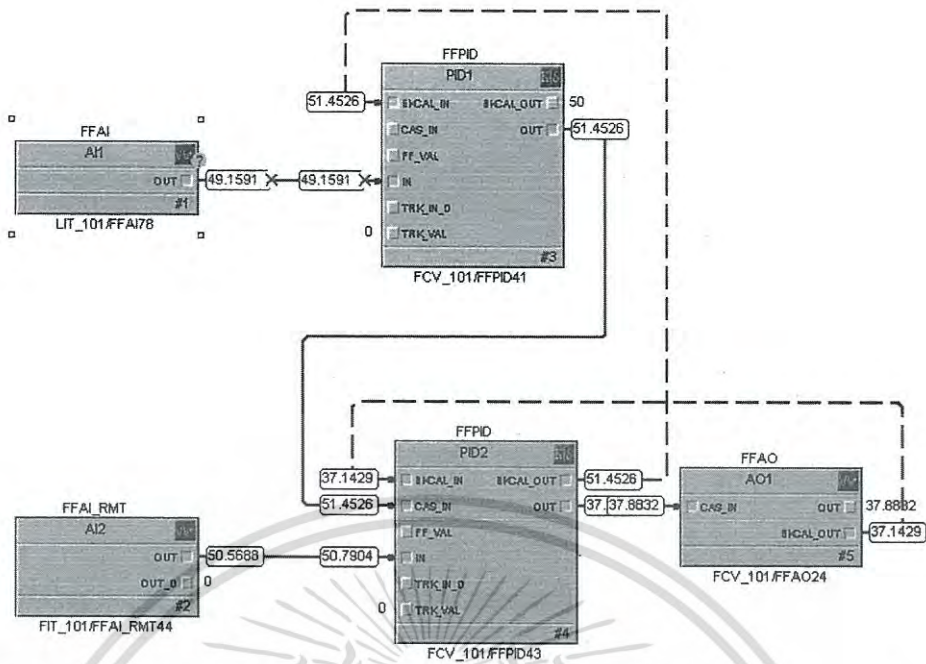 FFPID
PID1
51.4526 BKCAL_IN BKCAL_OUT 50
CAS_IN OUT 51.4526
FF_VAL
IN
TRK_IN_D
0 TRK_VAL
#3
FCV_101/FFPID41
FFAI
AI1
?
OUT 49.1591 49.1591
#1
LIT_101/FFAI78
FFPID
PID2
37.1429 BKCAL_IN BKCAL_OUT 51.4526
51.4526 CAS_IN OUT 37. 37.8832
FF_VAL
IN
TRK_IN_D
0 TRK_VAL
#4
FCV_101/FFPID43
FFAI_RMT
AI2
OUT 50.5688 50.7904
OUT_D 0
#2
FIT_101/FFAI_RMT44
FFAO
AO1
CAS_IN OUT 37.8832
BKCAL_OUT 37.1429
#5
FCV_101/FFAO24